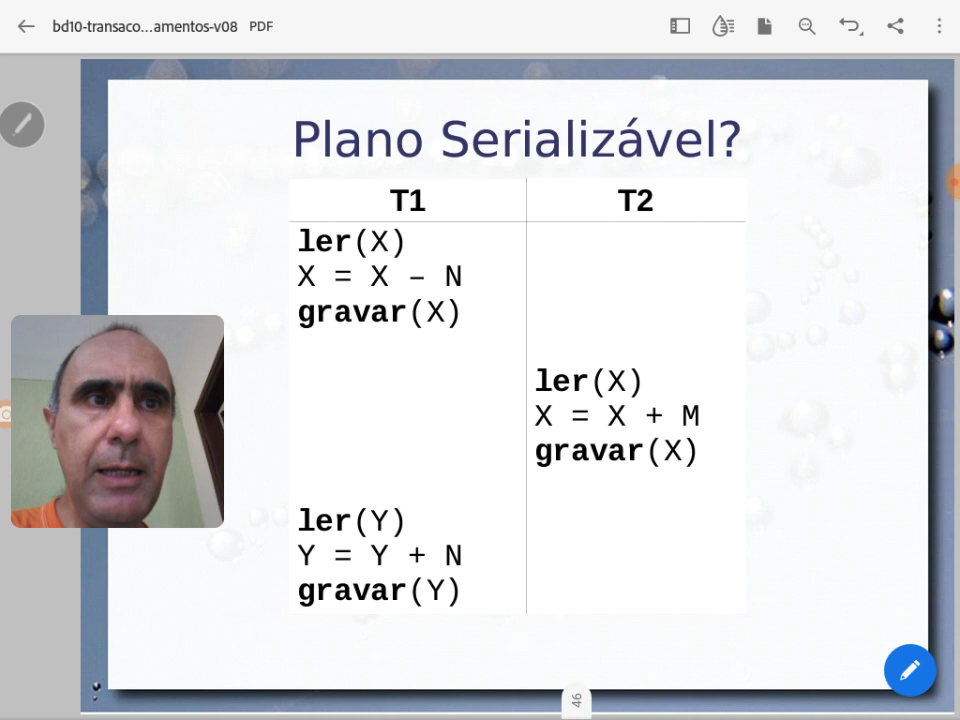 bd10-transaco...amentos-v08 PDF
Plano Serializável?
T1 T2
ler(X)
X = X – N
gravar(X)
ler(X)
X = X + M
gravar(X)
ler(Y)
Y = Y + N
gravar(Y)
46